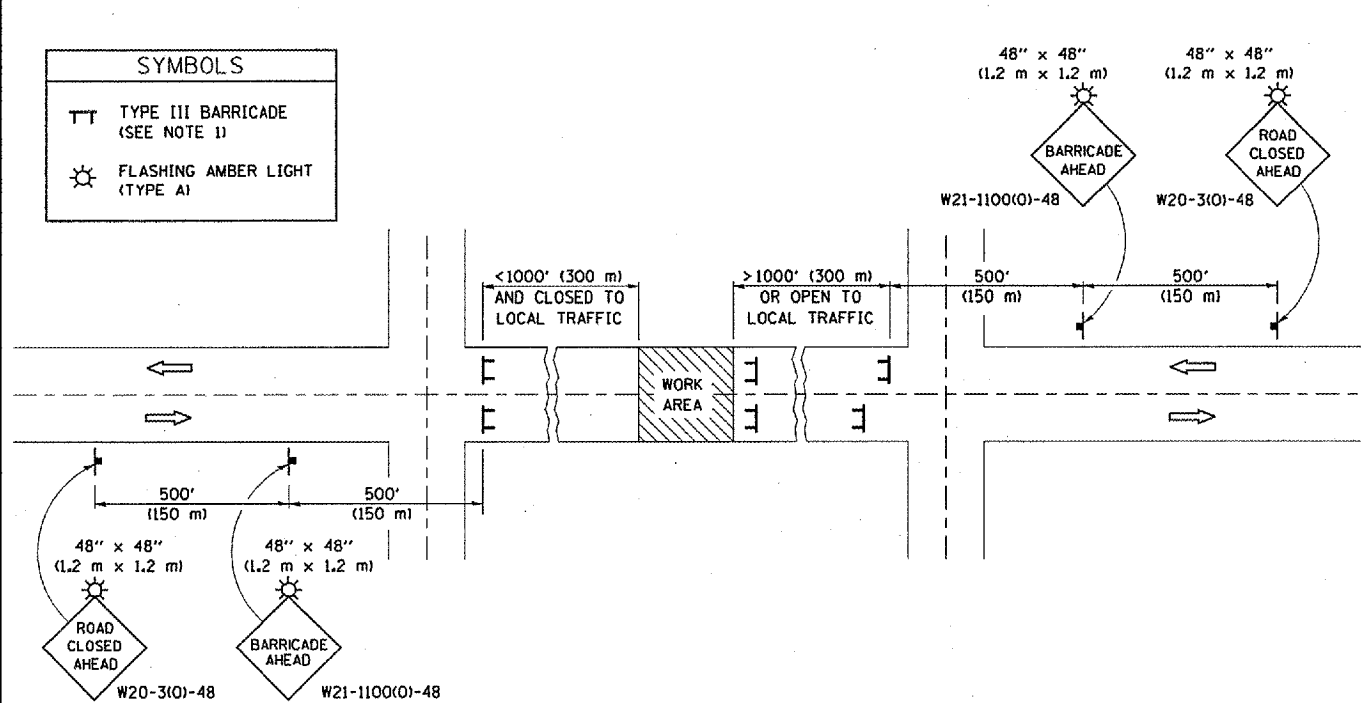 SYMBOLS
TYPE III BARRICADE
(SEE NOTE 1)
FLASHING AMBER LIGHT
(TYPE A)
48" x 48"
(1.2 m x 1.2 m)
BARRICADE
AHEAD
W21-1100(O)-48
48" x 48"
(1.2 m x 1.2 m)
ROAD
CLOSED
AHEAD
W20-3(O)-48
<1000' (300 m)
AND CLOSED TO
LOCAL TRAFFIC
>1000' (300 m)
OR OPEN TO
LOCAL TRAFFIC
500'
(150 m)
500'
(150 m)
WORK
AREA
500'
(150 m)
500'
(150 m)
48" x 48"
(1.2 m x 1.2 m)
ROAD
CLOSED
AHEAD
W20-3(O)-48
48" x 48"
(1.2 m x 1.2 m)
BARRICADE
AHEAD
W21-1100(O)-48